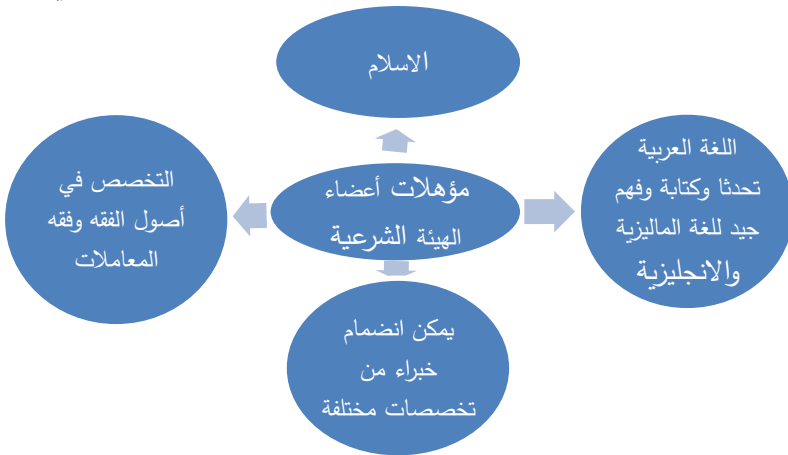 الاسلام
مؤهلات أعضاء
الهيئة الشرعية
اللغة العربية
تحدثا وكتابة وفهم
جيد للغة الماليزية
والانجليزية
التخصص في
أصول الفقه وفقه
المعاملات
يمكن انضمام
خبراء من
تخصصات مختلفة